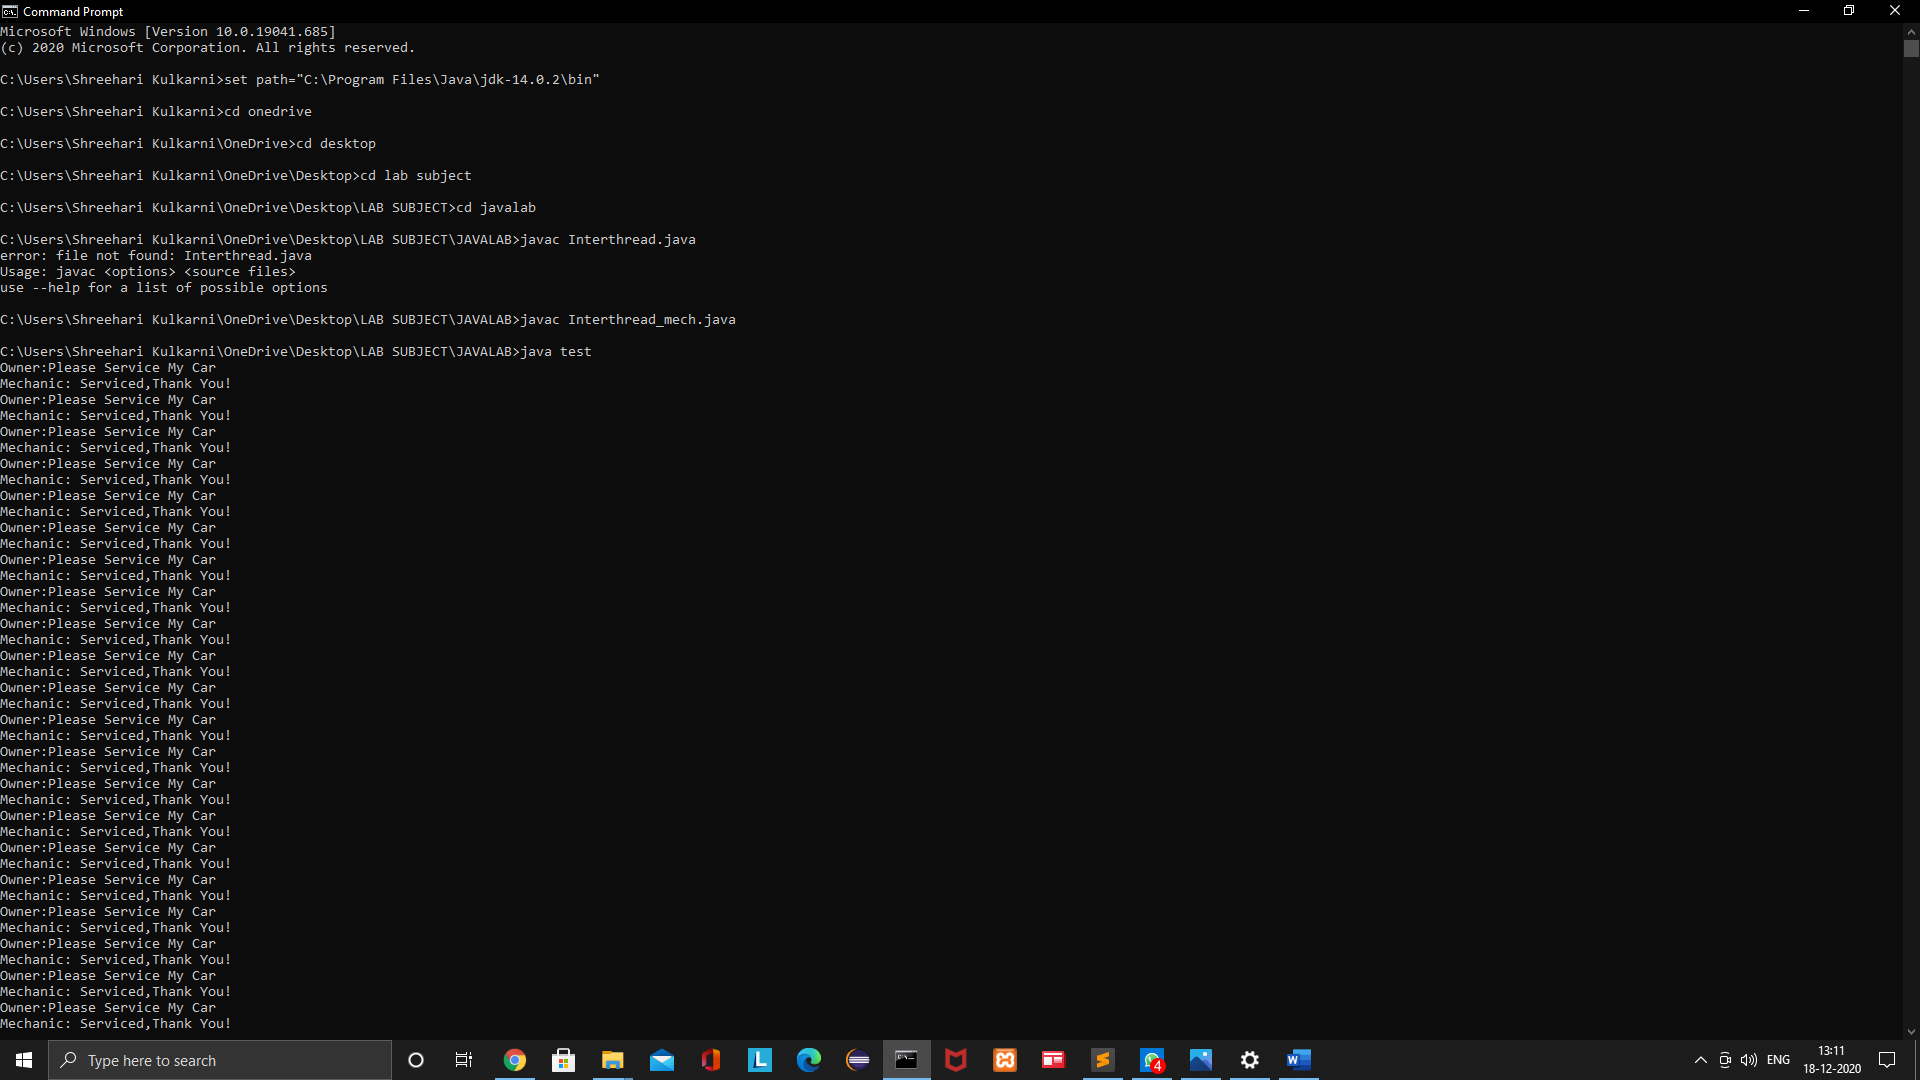 Command Prompt
Microsoft Windows [Version 10.0.19041.685]
(c) 2020 Microsoft Corporation. All rights reserved.
C:\Users\Shreehari Kulkarni>set path="C:\Program Files\Java\jdk-14.0.2\bin"
C:\Users\Shreehari Kulkarni>cd onedrive
C:\Users\Shreehari Kulkarni\OneDrive>cd desktop
C:\Users\Shreehari Kulkarni\OneDrive\Desktop>cd lab subject
C:\Users\Shreehari Kulkarni\OneDrive\Desktop\LAB SUBJECT>cd javalab
C:\Users\Shreehari Kulkarni\OneDrive\Desktop\LAB SUBJECT\JAVALAB>javac Interthread.java
error: file not found: Interthread.java
Usage: javac <options> <source files>
use --help for a list of possible options
C:\Users\Shreehari Kulkarni\OneDrive\Desktop\LAB SUBJECT\JAVALAB>javac Interthread_mech.java
C:\Users\Shreehari Kulkarni\OneDrive\Desktop\LAB SUBJECT\JAVALAB>java test
Owner:Please Service My Car
Mechanic: Serviced,Thank You!
Owner:Please Service My Car
Mechanic: Serviced,Thank You!
Owner:Please Service My Car
Mechanic: Serviced,Thank You!
Owner:Please Service My Car
Mechanic: Serviced,Thank You!
Owner:Please Service My Car
Mechanic: Serviced,Thank You!
Owner:Please Service My Car
Mechanic: Serviced,Thank You!
Owner:Please Service My Car
Mechanic: Serviced,Thank You!
Owner:Please Service My Car
Mechanic: Serviced,Thank You!
Owner:Please Service My Car
Mechanic: Serviced,Thank You!
Owner:Please Service My Car
Mechanic: Serviced,Thank You!
Owner:Please Service My Car
Mechanic: Serviced,Thank You!
Owner:Please Service My Car
Mechanic: Serviced,Thank You!
Owner:Please Service My Car
Mechanic: Serviced,Thank You!
Owner:Please Service My Car
Mechanic: Serviced,Thank You!
Owner:Please Service My Car
Mechanic: Serviced,Thank You!
Owner:Please Service My Car
Mechanic: Serviced,Thank You!
Owner:Please Service My Car
Mechanic: Serviced,Thank You!
Owner:Please Service My Car
Mechanic: Serviced,Thank You!
Owner:Please Service My Car
Mechanic: Serviced,Thank You!
Owner:Please Service My Car
Mechanic: Serviced,Thank You!
Owner:Please Service My Car
Mechanic: Serviced,Thank You!
Type here to search
L
4
W
ENG
13:11
18-12-2020